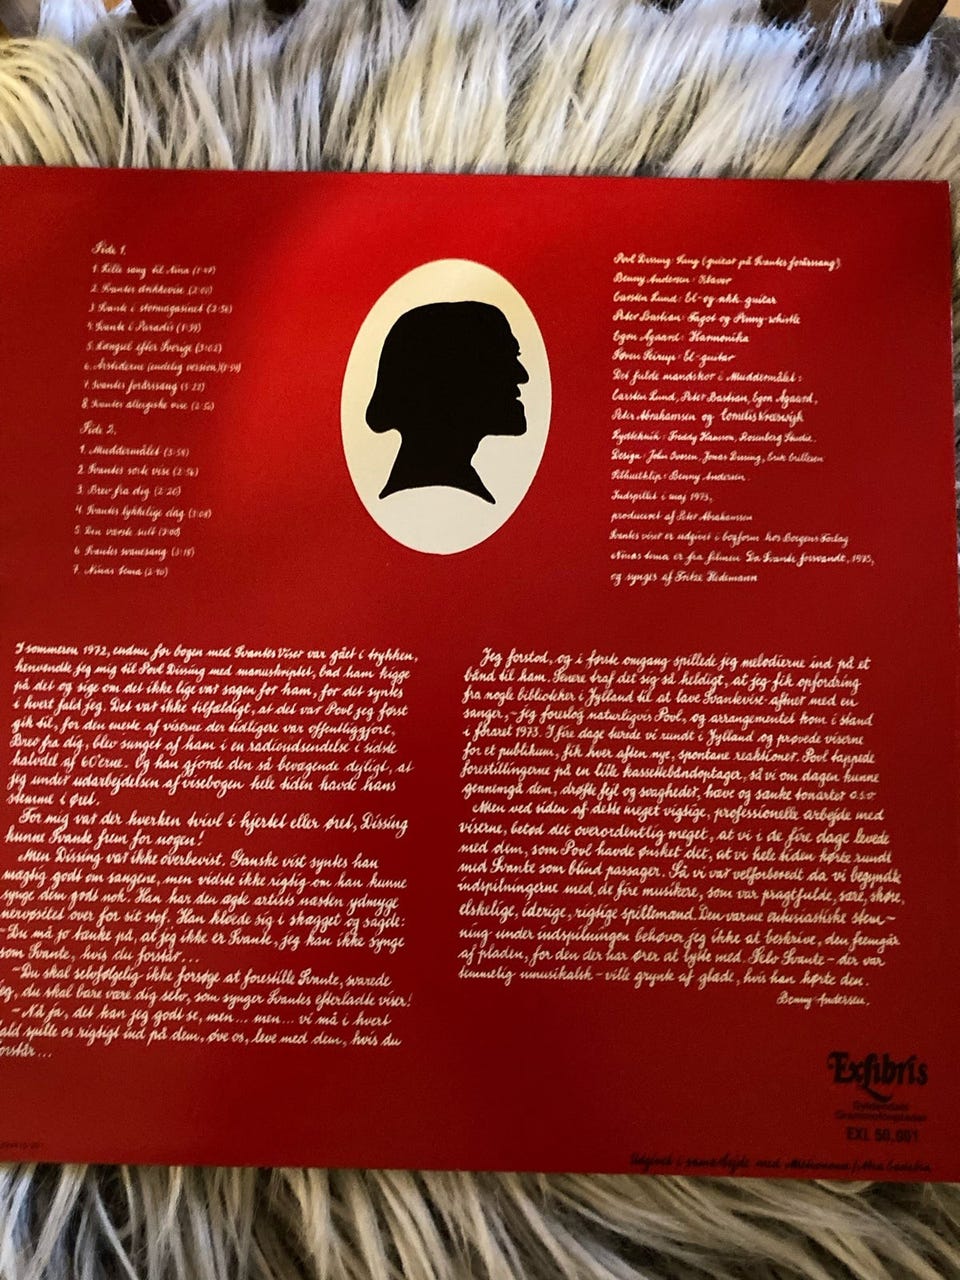 Side 1.
1. Lille sang til Nina (1:47)
2. Svantes drikkevise (2:00)
3. Svante i stormagasinet (2:56)
4. Svante i Paradis (1:39)
5. Længsel efter Sverige (3:02)
6. Årstiderne (endelig version) (1:59)
7. Svantes forårssang (3:22)
8. Svantes allergiske vise (2:50)
Side 2.
1. Muddermålet (3:58)
2. Svantes sorte vise (2:56)
3. Brev fra dig (2:20)
4. Svantes lykkelige dag (3:08)
5. Den værste sult (2:00)
6. Svantes svanesang (3:18)
7. Ninas tema (2:40)
Povl Dissing: Sang (guitar på Svantes forårssang)
Benny Andersen: Klaver
Carsten Lund: El- og akk. guitar
Peter Bastian: Fagot og Pinny-whistle
Egon Aagaard: Harmonika
Søren Seirup: El-guitar
Det fulde mandskor i Muddermålet:
Carsten Lund, Peter Bastian, Egon Aagaard,
Peter Abrahamsen og Cornelis Vreeswijk
Lydteknik: Freddy Hansson, Rosenberg Studie.
Design: John Ovesen, Jonas Dissing, Erik Ertlissen
Silhuetklip: Benny Andersen.
Indspillet i maj 1973,
produceret af Peter Abrahamsen
Svantes viser er udgivet i bogform hos Borgens Forlag
Ninas tema er fra filmen Da Svante forsvandt, 1975,
og synges af Fritze Hedemann
I sommeren 1972, endnu før bogen med Svantes Viser var gået i trykken,
henvendte jeg mig til Povl Dissing med manuskriptet, bad ham kigge
på det og sige om det ikke lige var sagen for ham, for det syntes
i hvert fald jeg. Det var ikke tilfældigt, at det var Povl jeg først
gik til, for den eneste af viserne der tidligere var offentliggjort,
Brev fra dig, blev sunget af ham i en radioudsendelse i sidste
halvdel af 60'erne. Og han gjorde den så bevægende dejligt, at
jeg under udarbejdelsen af visebogen hele tiden havde hans
stemme i øret.
For mig var der hverken tvivl i hjertet eller øret, Dissing
kunne Svante frem for nogen!
Men Dissing var ikke overbevist. Ganske vist syntes han
mægtig godt om sangene, men vidste ikke rigtig om han kunne
synge dem godt nok. Han har den ægte artists næsten ydmyge
nervøsitet over for sit stof. Han kløede sig i skægget og sagde:
- Du må jo tænke på, at jeg ikke er Svante, jeg kan ikke synge
som Svante, hvis du forstår...
- Du skal selvfølgelig ikke forsøge at forestille Svante, svarede
jeg, du skal bare være dig selv, som synger Svantes efterladte viser!
- Nå ja, det kan jeg godt se, men... men... vi må i hvert
fald spille os rigtigt ind på dem, øve os, leve med dem, hvis du
forstår...
Jeg forstod, og i første omgang spillede jeg melodierne ind på et
bånd til ham. Senere traf det sig så heldigt, at jeg fik opfordring
fra nogle biblioteker i Jylland til at lave Svantevise-aftner med en
sanger, - jeg foreslog naturligvis Povl, og arrangementet kom i stand
i foråret 1973. I fire dage turede vi rundt i Jylland og prøvede viserne
for et publikum, fik hver aften nye, spontane reaktioner. Povl tappede
forestillingerne på en lille kassettebåndoptager, så vi om dagen kunne
gennemgå dem, drøfte fejl og svagheder, hæve og sænke tonarter o.s.v.
Men ved siden af dette meget vigtige, professionelle arbejde med
viserne, betød det overordentlig meget, at vi i de fire dage levede
med dem, som Povl havde ønsket det, at vi hele tiden kørte rundt
med Svante som blind passager. Så vi var velforberedt da vi begyndte
indspilningerne med de fire musikere, som var pragtfulde, sære, skøre,
elskelige, iderige, rigtige spillemænd. Den varme entusiastiske stem-
ning under indspilningen behøver jeg ikke at beskrive, den fremgår
af pladen, for den der har ører at lytte med. Selv Svante - der var
temmelig umusikalsk - ville grynte af glæde, hvis han hørte den.
Benny Andersen.
Exlibris
Gyldendals
Grammofonplader
EXL 50,001
Udgivet i samarbejde med Metronome